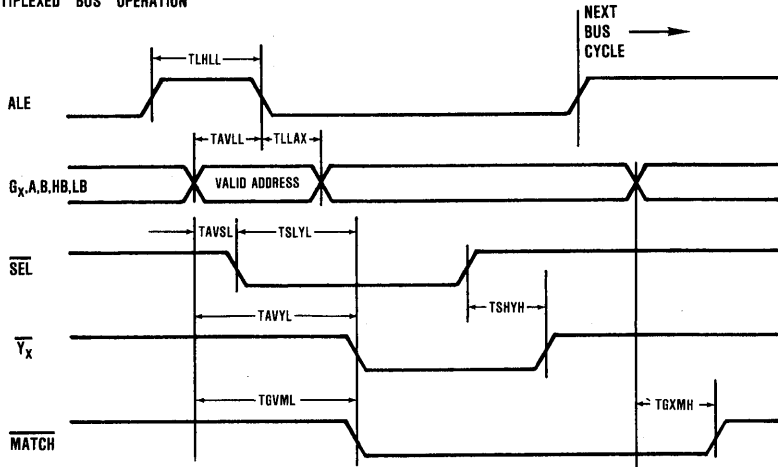 TIPLEXED BUS OPERATION
NEXT
BUS
CYCLE
TLHLL
ALE
TAVLL TLLAX
GX,A,B,HB,LB VALID ADDRESS
TAVSL TSLYL
SEL
TSHYH
TAVYL
YX
TGVML TGXMH
MATCH